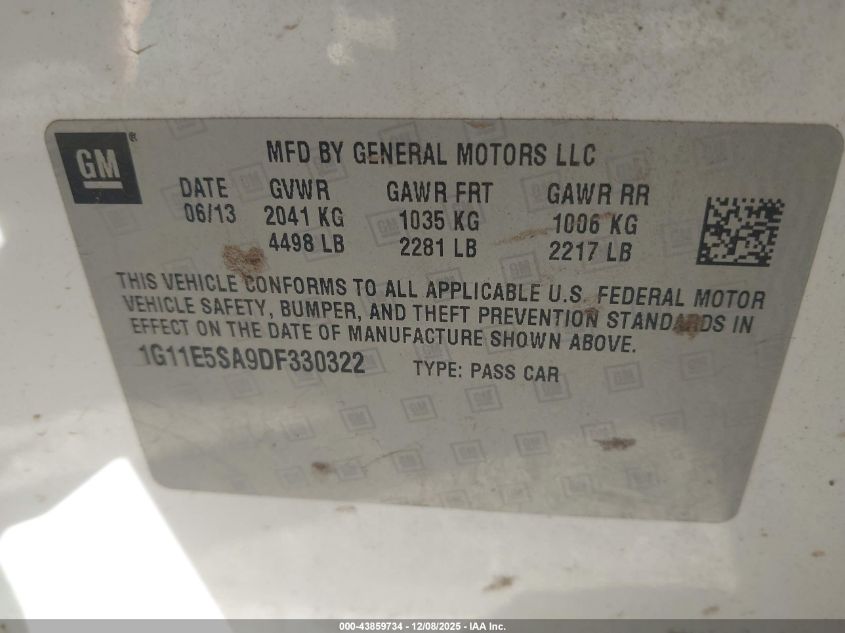 GM®
MFD BY GENERAL MOTORS LLC
DATE GVWR GAWR FRT GAWR RR
06/13 2041 KG 1035 KG 1006 KG
4498 LB 2281 LB 2217 LB
THIS VEHICLE CONFORMS TO ALL APPLICABLE U.S. FEDERAL MOTOR
VEHICLE SAFETY, BUMPER, AND THEFT PREVENTION STANDARDS IN
EFFECT ON THE DATE OF MANUFACTURE SHOWN ABOVE.
1G11E5SA9DF330322 TYPE: PASS CAR
000-43859734 - 12/08/2025 - IAA Inc.